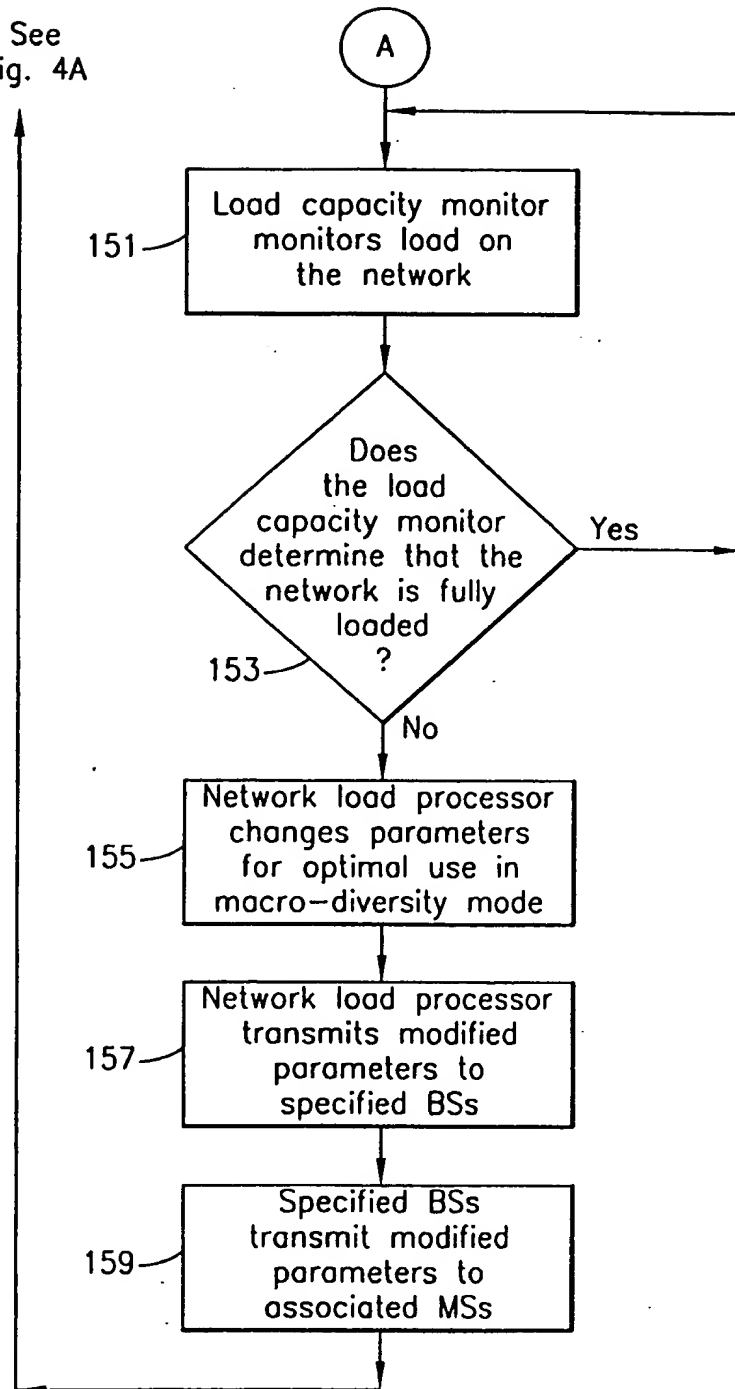 See
ig. 4A
A
Load capacity monitor
monitors load on
the network
151
Does
the load
capacity monitor
determine that the
network is fully
loaded
?
Yes
153
No
Network load processor
changes parameters
for optimal use in
macro-diversity mode
155
Network load processor
transmits modified
parameters to
specified BSs
157
Specified BSs
transmit modified
parameters to
associated MSs
159